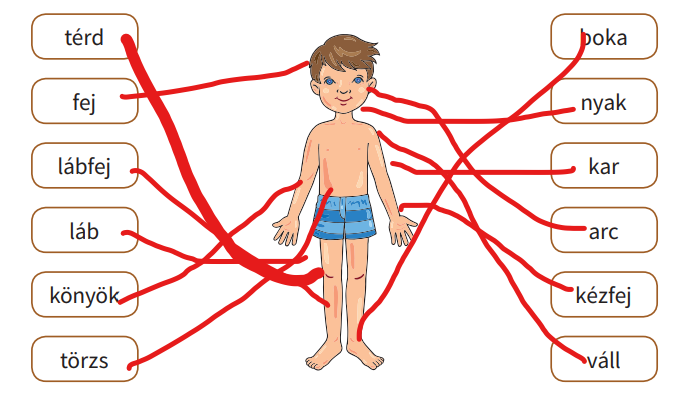 térd
fej
lábfej
láb
könyök
törzs
boka
nyak
kar
arc
kézfej
váll